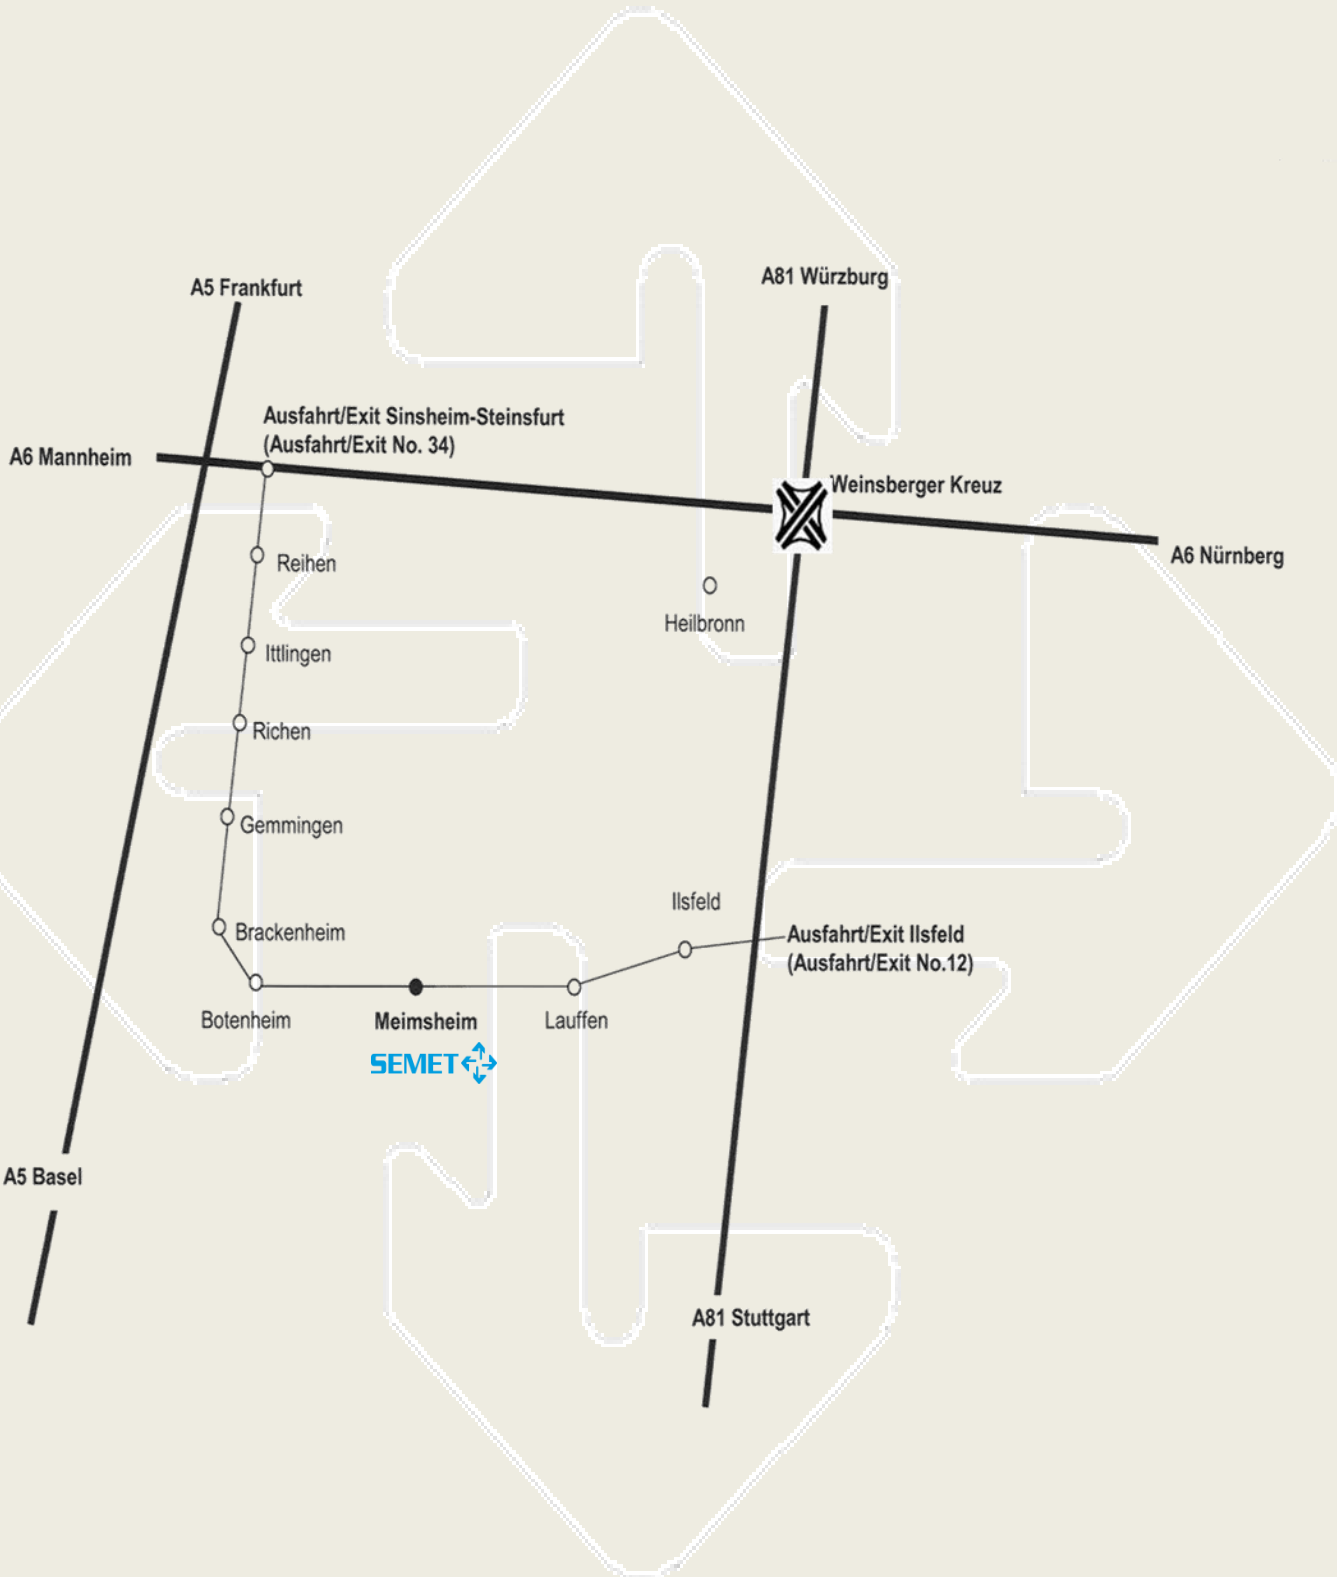 A81 Würzburg
A5 Frankfurt
Ausfahrt/Exit Sinsheim-Steinsfurt
(Ausfahrt/Exit No. 34)
A6 Mannheim
Weinsberger Kreuz
A6 Nürnberg
Reihen
Heilbronn
Ittlingen
Richen
Gemmingen
Ilsfeld
Brackenheim
Ausfahrt/Exit Ilsfeld
(Ausfahrt/Exit No.12)
Botenheim
Meimsheim
Lauffen
SEMET
A5 Basel
A81 Stuttgart